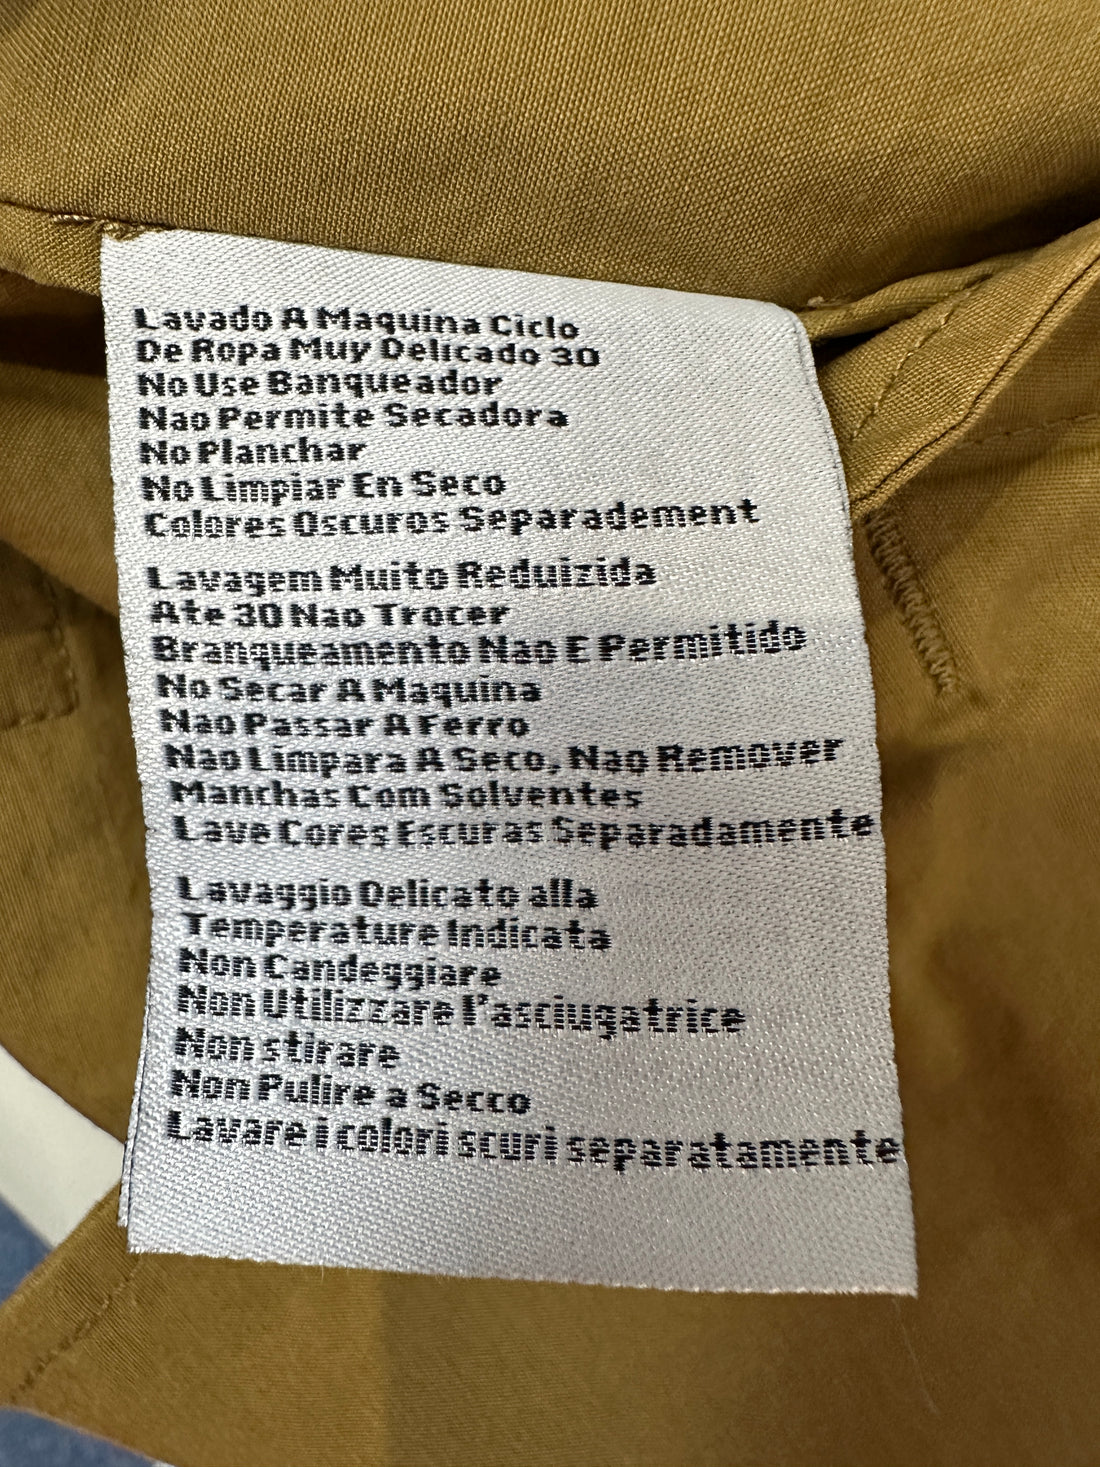 Lavado A Maquina Ciclo
De Ropa Muy Delicado 30
No Use Banqueador
Nao Permite Secadora
No Planchar
No Limpiar En Seco
Colores Oscuros Separadement
Lavagem Muito Reduizida
Ate 30 Nao Trocer
Branqueamento Nao E Permitido
No Secar A Maquina
Nao Passar A Ferro
Nao Limpara A Seco, Nao Remover
Manchas Com Solventes
Lave Cores Escuras Separadamente
Lavaggio Delicato alla
Temperature Indicata
Non Candeggiare
Non Utilizzare l'asciugatrice
Non stirare
Non Pulire a Secco
Lavare i colori scuri separatamente